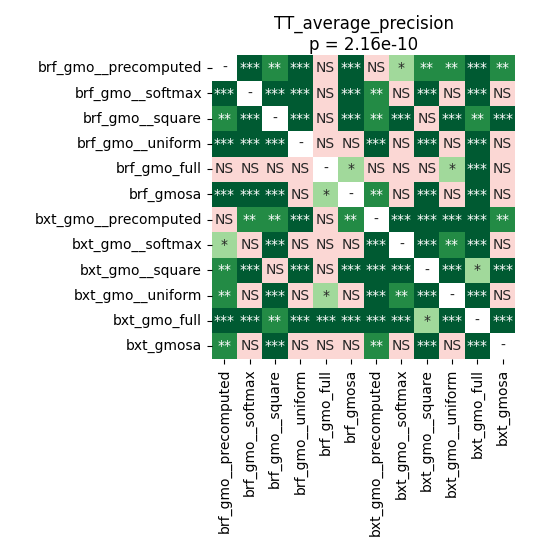 TT_average_precision
p = 2.16e-10
brf_gmo__precomputed - *** ** *** NS *** NS * ** ** *** **
brf_gmo__softmax *** - *** *** NS *** ** NS *** NS *** NS
brf_gmo__square ** *** - *** NS *** ** *** NS *** ** ***
brf_gmo__uniform *** *** *** - NS NS *** NS *** NS *** NS
brf_gmo_full NS NS NS NS - * NS NS NS * *** NS
brf_gmosa *** *** *** NS * - ** NS *** NS *** NS
bxt_gmo__precomputed NS ** ** *** NS ** - *** *** *** *** **
bxt_gmo__softmax * NS *** NS NS NS *** - *** ** *** NS
bxt_gmo__square ** *** NS *** NS *** *** *** - *** * ***
bxt_gmo__uniform ** NS *** NS * NS *** ** *** - *** NS
bxt_gmo_full *** *** ** *** *** *** *** *** * *** - ***
bxt_gmosa ** NS *** NS NS NS ** NS *** NS *** -
brf_gmo__precomputed
brf_gmo__softmax
brf_gmo__square
brf_gmo__uniform
brf_gmo_full
brf_gmosa
bxt_gmo__precomputed
bxt_gmo__softmax
bxt_gmo__square
bxt_gmo__uniform
bxt_gmo_full
bxt_gmosa